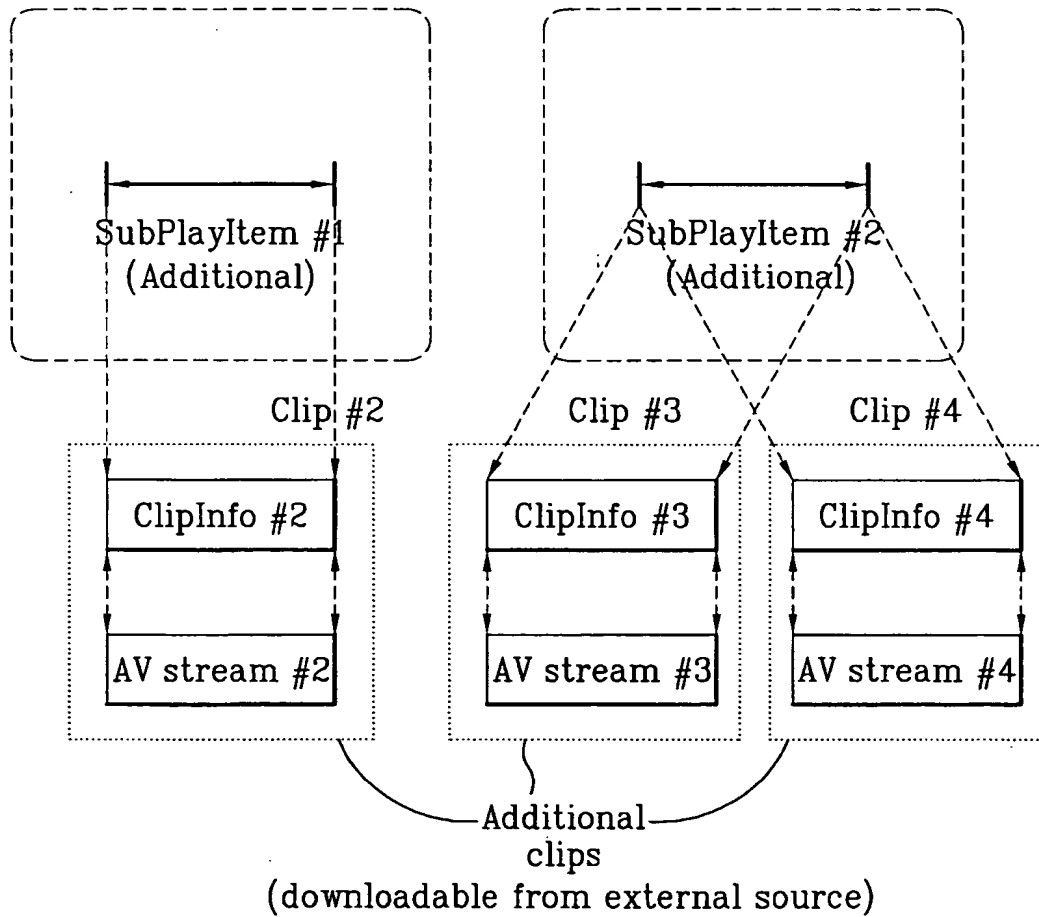 SubPlayItem #1
(Additional)
SubPlayItem #2
(Additional)
Clip #2
Clip #3
Clip #4
ClipInfo #2
ClipInfo #3
ClipInfo #4
AV stream #2
AV stream #3
AV stream #4
Additional
clips
(downloadable from external source)